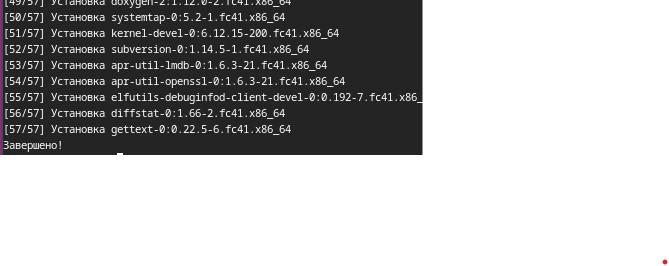 [49/57] Установка doxygen-2:1.12.0-2.fc41.x86_64
[50/57] Установка systemtap-0:5.2-1.fc41.x86_64
[51/57] Установка kernel-devel-0:6.12.15-200.fc41.x86_64
[52/57] Установка subversion-0:1.14.5-1.fc41.x86_64
[53/57] Установка apr-util-lmdb-0:1.6.3-21.fc41.x86_64
[54/57] Установка apr-util-openssl-0:1.6.3-21.fc41.x86_64
[55/57] Установка elfutils-debuginfod-client-devel-0:0.192-7.fc41.x86_
[56/57] Установка diffstat-0:1.66-2.fc41.x86_64
[57/57] Установка gettext-0:0.22.5-6.fc41.x86_64
Завершено!